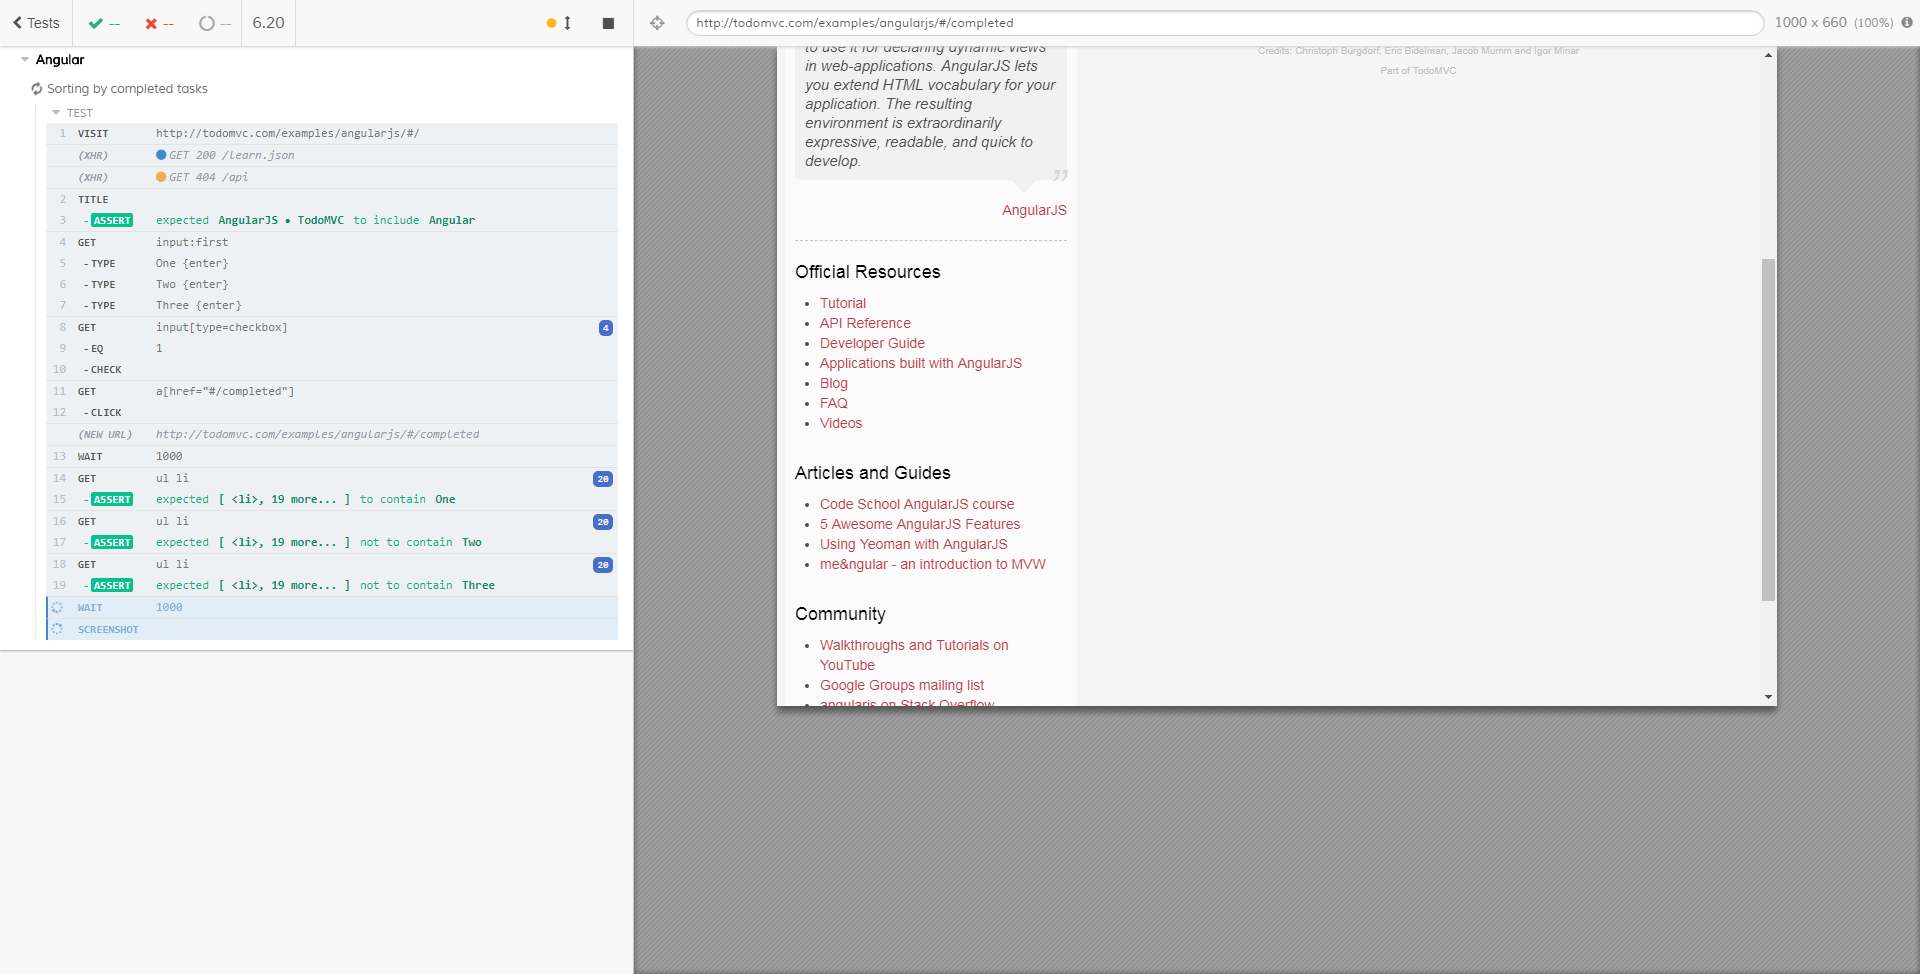 Tests
--
--
--
6.20
http://todomvc.com/examples/angularjs/#/completed
1000 x 660 (100%)
Angular
Sorting by completed tasks
TEST
1 VISIT http://todomvc.com/examples/angularjs/#/
(XHR) GET 200 /learn.json
(XHR) GET 404 /api
2 TITLE
3 - ASSERT expected AngularJS • TodoMVC to include Angular
4 GET input:first
5 - TYPE One {enter}
6 - TYPE Two {enter}
7 - TYPE Three {enter}
8 GET input[type=checkbox] 4
9 - EQ 1
10 - CHECK
11 GET a[href="#/completed"]
12 - CLICK
(NEW URL) http://todomvc.com/examples/angularjs/#/completed
13 WAIT 1000
14 GET ul li 20
15 - ASSERT expected [ <li>, 19 more... ] to contain One
16 GET ul li 20
17 - ASSERT expected [ <li>, 19 more... ] not to contain Two
18 GET ul li 20
19 - ASSERT expected [ <li>, 19 more... ] not to contain Three
WAIT 1000
SCREENSHOT
to use it for declaring dynamic views
in web-applications. AngularJS lets
you extend HTML vocabulary for your
application. The resulting
environment is extraordinarily
expressive, readable, and quick to
develop.
”
AngularJS
Official Resources
• Tutorial
• API Reference
• Developer Guide
• Applications built with AngularJS
• Blog
• FAQ
• Videos
Articles and Guides
• Code School AngularJS course
• 5 Awesome AngularJS Features
• Using Yeoman with AngularJS
• me&ngular - an introduction to MVW
Community
• Walkthroughs and Tutorials on
YouTube
• Google Groups mailing list
• angularjs on Stack Overflow
Credits: Christoph Burgdorf, Eric Bidelman, Jacob Mumm and Igor Minar
Part of TodoMVC